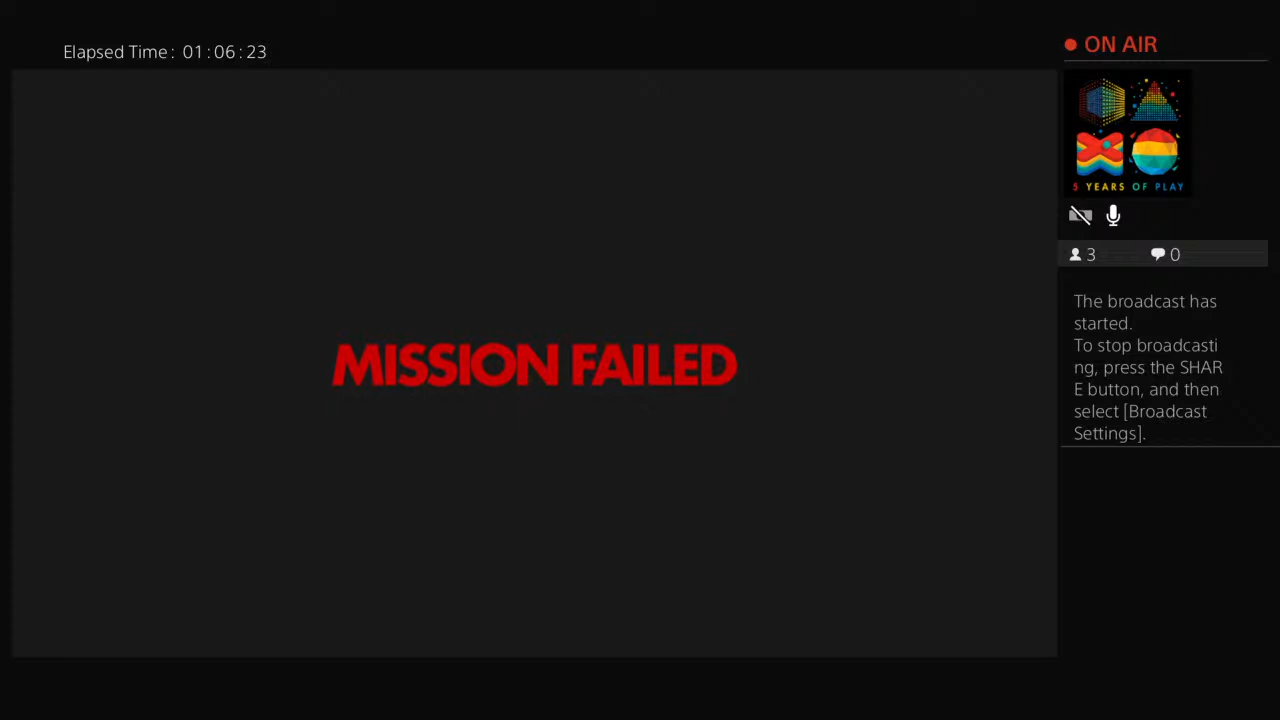 Elapsed Time: 01:06:23
ON AIR
5 YEARS OF PLAY
3 0
The broadcast has
started.
To stop broadcasti
ng, press the SHAR
E button, and then
select [Broadcast
Settings].
MISSION FAILED